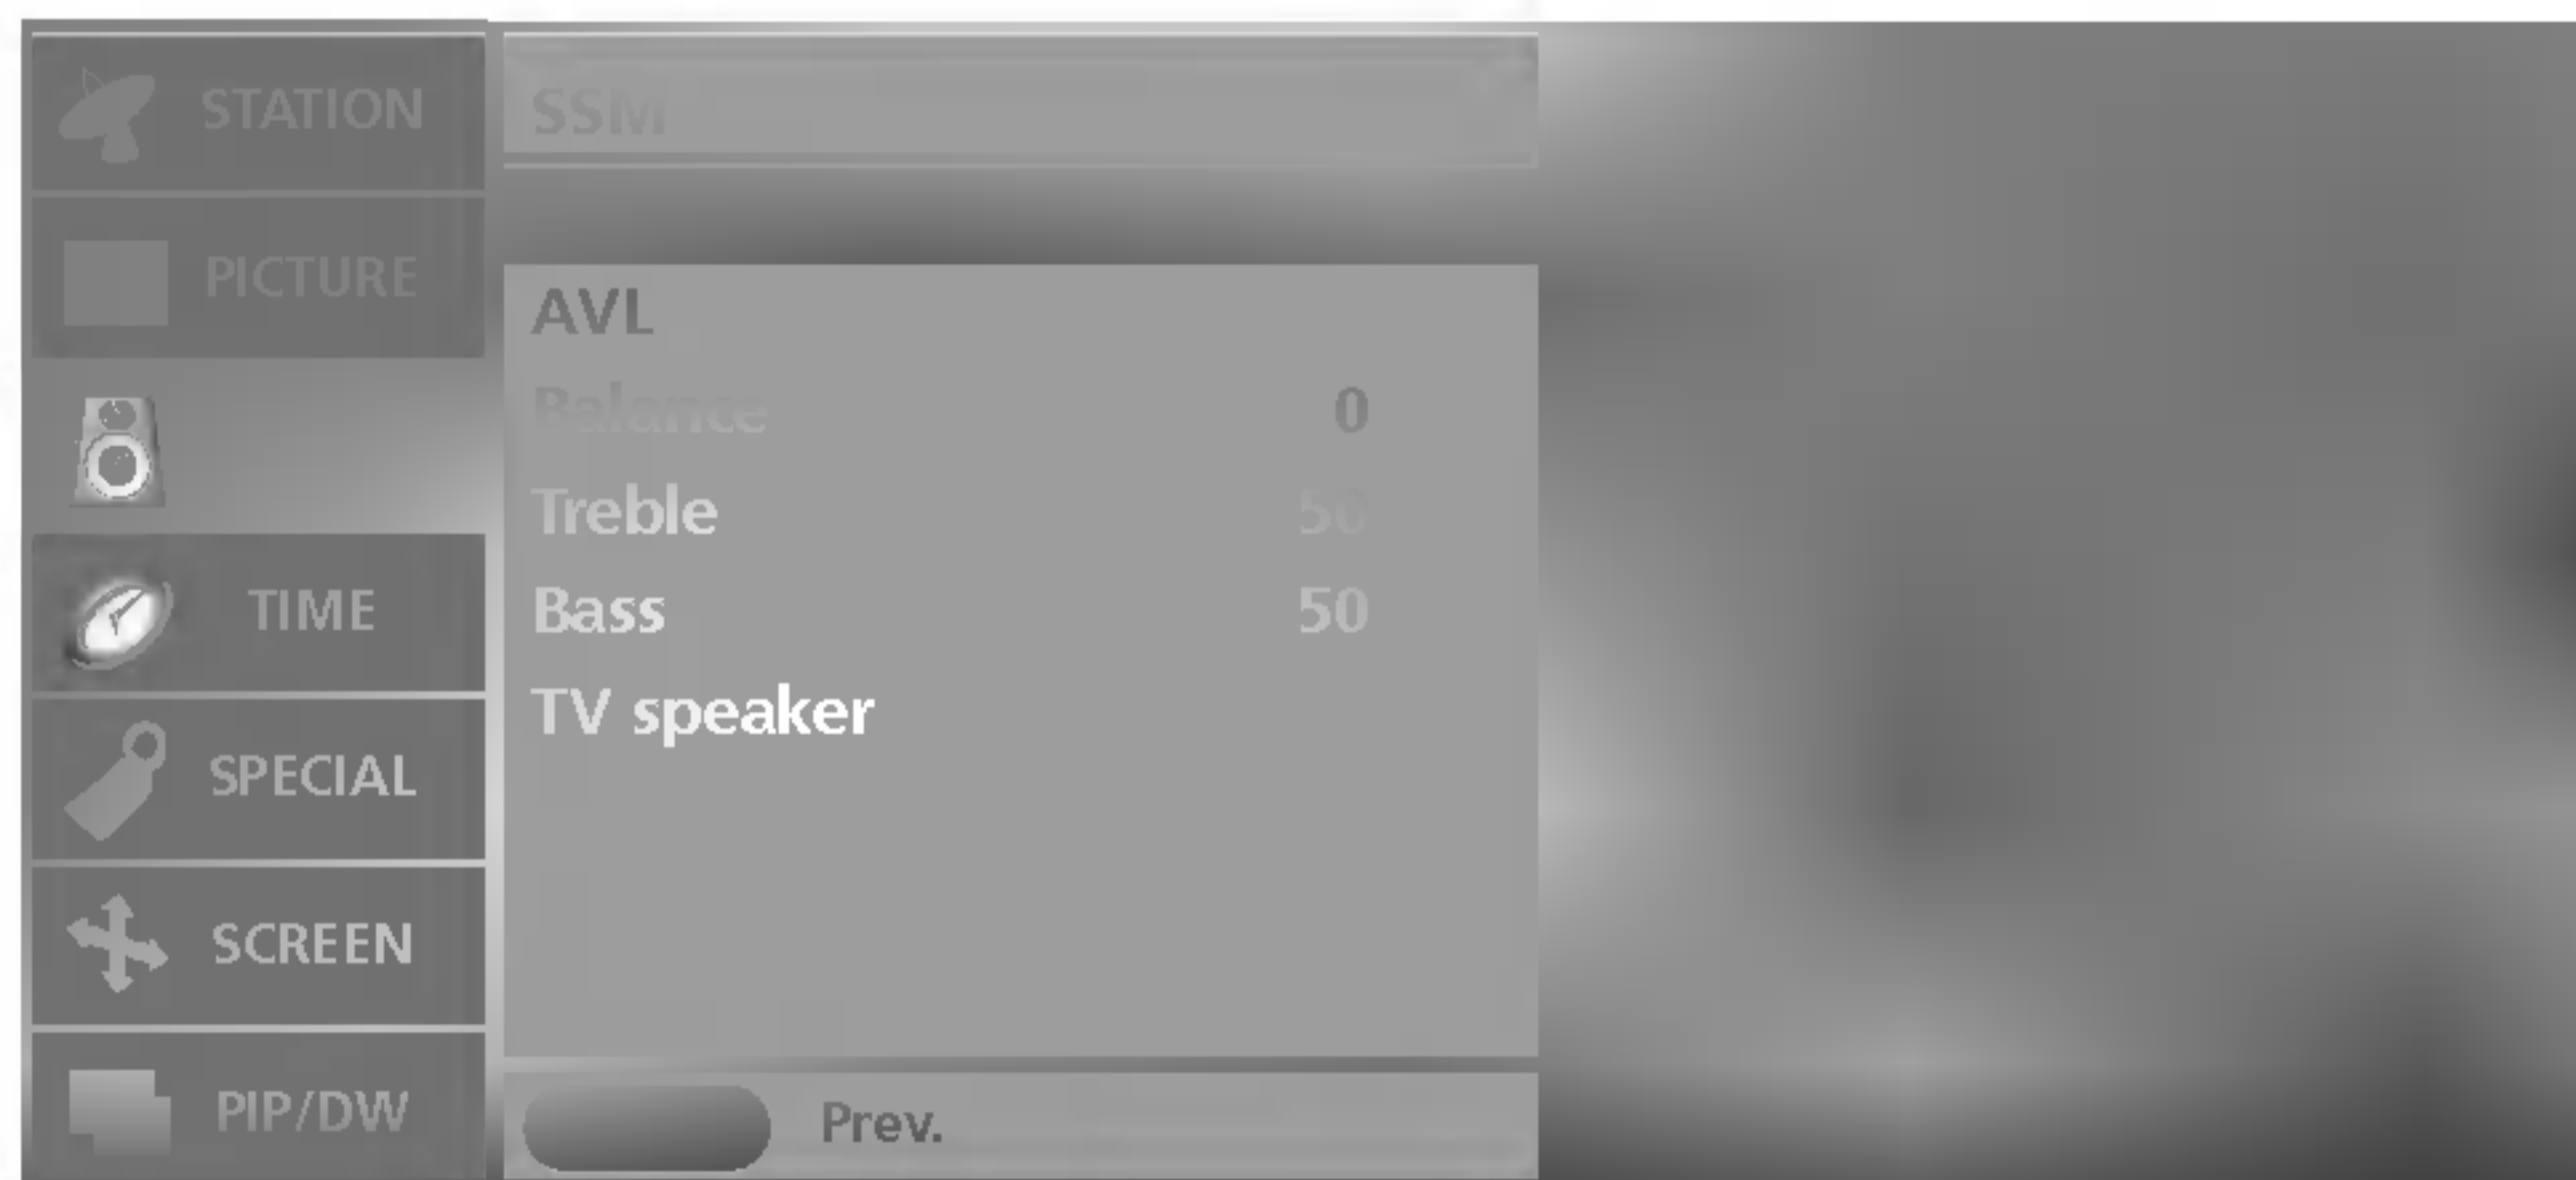 STATION
PICTURE
TIME
SPECIAL
SCREEN
PIP/DW
SSM
AVL
Balance 0
Treble 50
Bass 50
TV speaker
Prev.